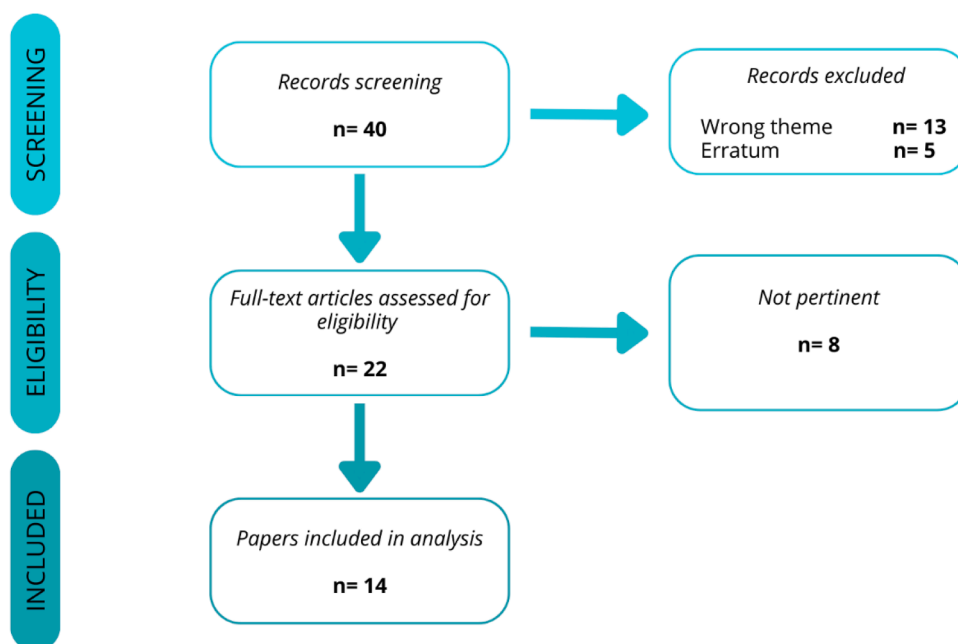 SCREENING
Records screening
n= 40
Records excluded
Wrong theme n= 13
Erratum n= 5
ELIGIBILITY
Full-text articles assessed for
eligibility
n= 22
Not pertinent
n= 8
INCLUDED
Papers included in analysis
n= 14